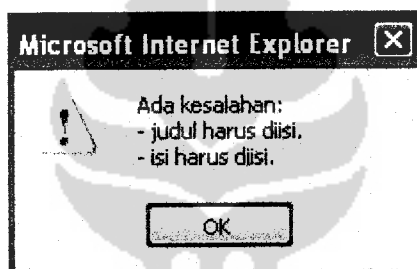 Microsoft Internet Explorer
Ada kesalahan:
- judul harus diisi.
- isi harus diisi.
OK